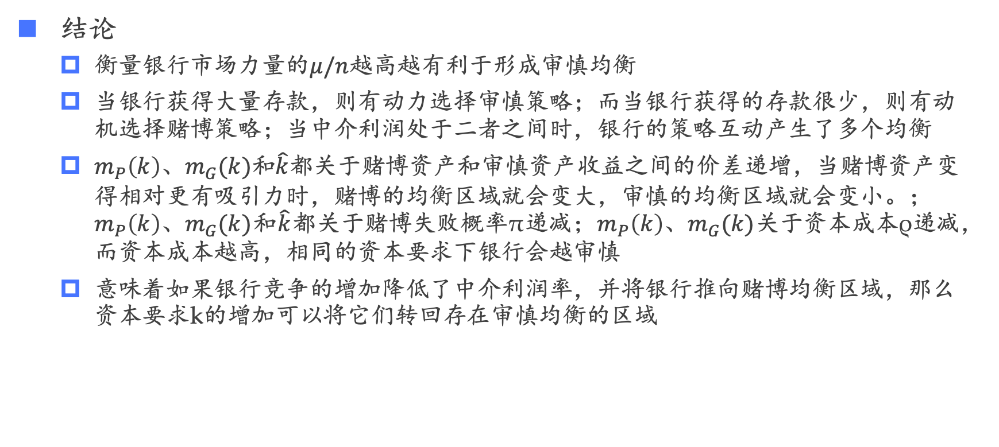 结论
衡量银行市场力量的μ/n越高越有利于形成审慎均衡
当银行获得大量存款，则有动力选择审慎策略；而当银行获得的存款很少，则有动
机选择赌博策略；当中介利润处于二者之间时，银行的策略互动产生了多个均衡
m_P(k)、m_G(k)和k̂都关于赌博资产和审慎资产收益之间的价差递增，当赌博资产变
得相对更有吸引力时，赌博的均衡区域就会变大，审慎的均衡区域就会变小。；
m_P(k)、m_G(k)和k̂都关于赌博失败概率π递减；m_P(k)、m_G(k)关于资本成本ϱ递减，
而资本成本越高，相同的资本要求下银行会越审慎
意味着如果银行竞争的增加降低了中介利润率，并将银行推向赌博均衡区域，那么
资本要求k的增加可以将它们转回存在审慎均衡的区域